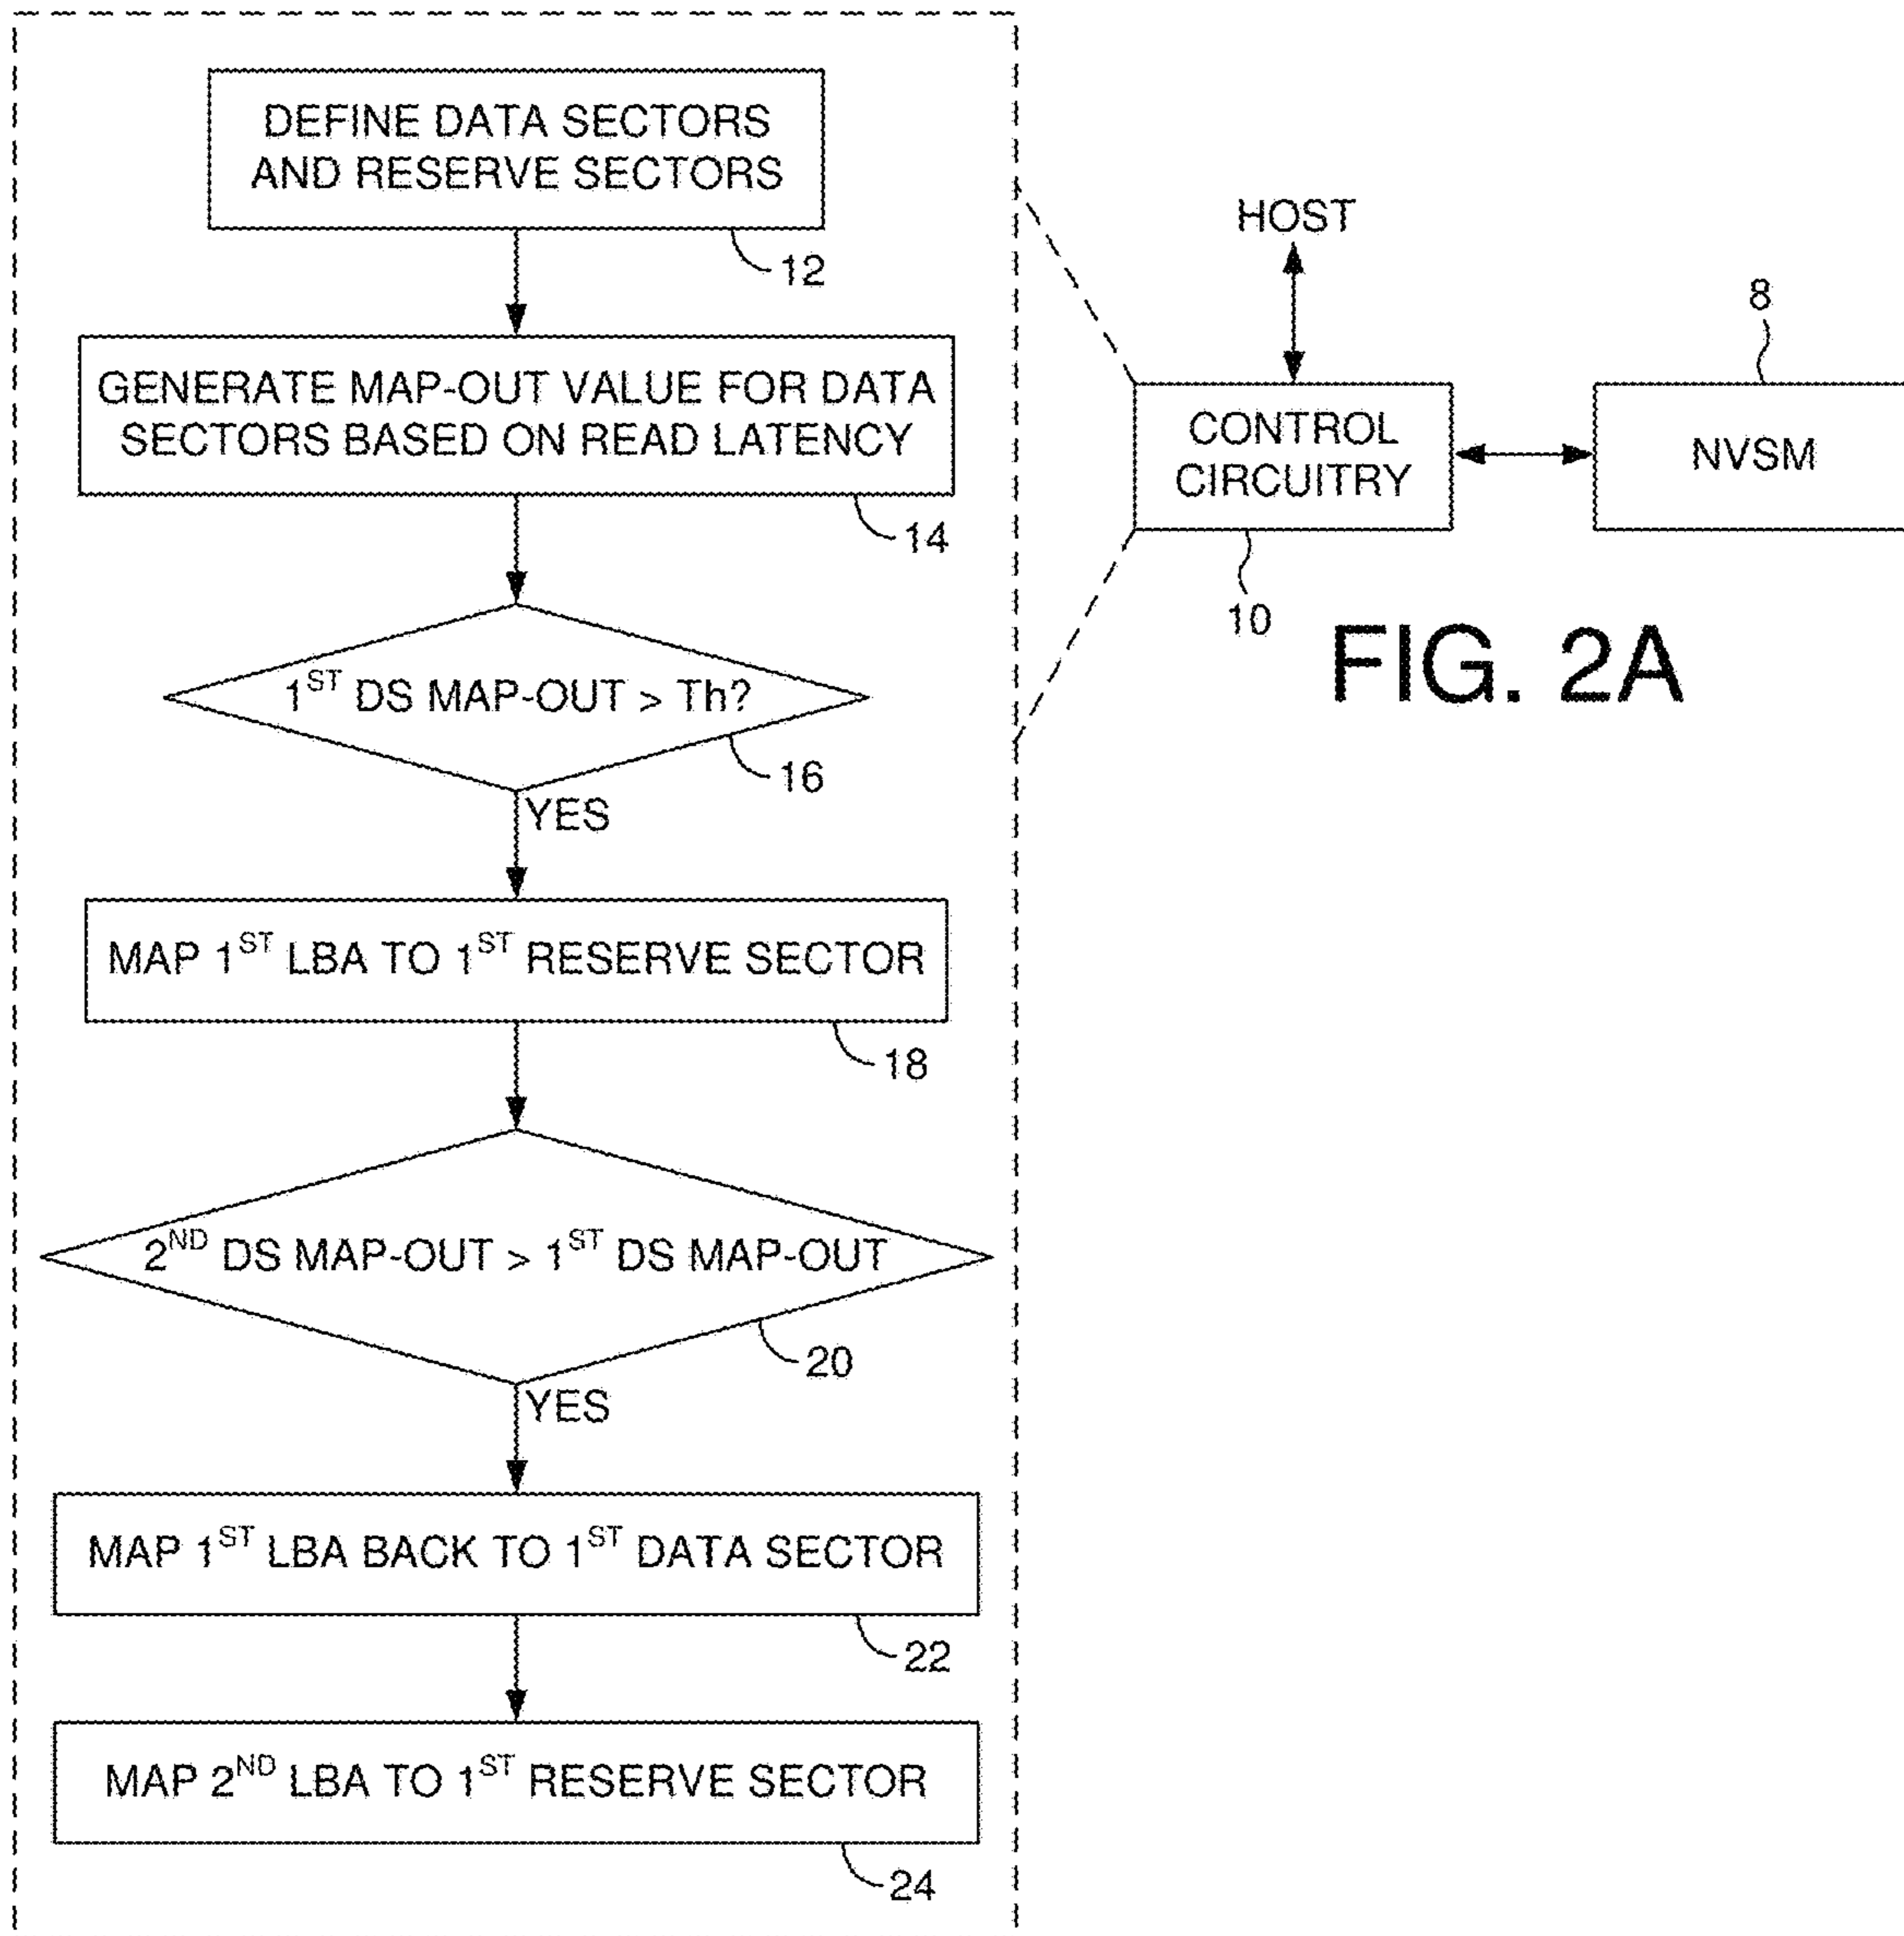 DEFINE DATA SECTORS
AND RESERVE SECTORS
12
GENERATE MAP-OUT VALUE FOR DATA
SECTORS BASED ON READ LATENCY
14
1ST DS MAP-OUT > Th?
16
YES
MAP 1ST LBA TO 1ST RESERVE SECTOR
18
2ND DS MAP-OUT > 1ST DS MAP-OUT
20
YES
MAP 1ST LBA BACK TO 1ST DATA SECTOR
22
MAP 2ND LBA TO 1ST RESERVE SECTOR
24
HOST
8
CONTROL
CIRCUITRY
NVSM
10
FIG. 2A